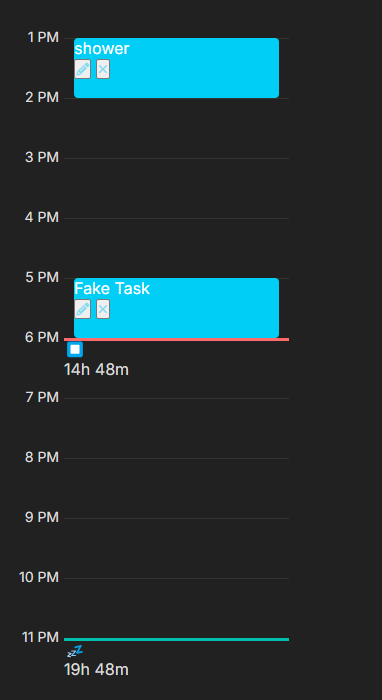 1 PM
shower
2 PM
3 PM
4 PM
5 PM
Fake Task
6 PM
14h 48m
7 PM
8 PM
9 PM
10 PM
11 PM
💤
19h 48m